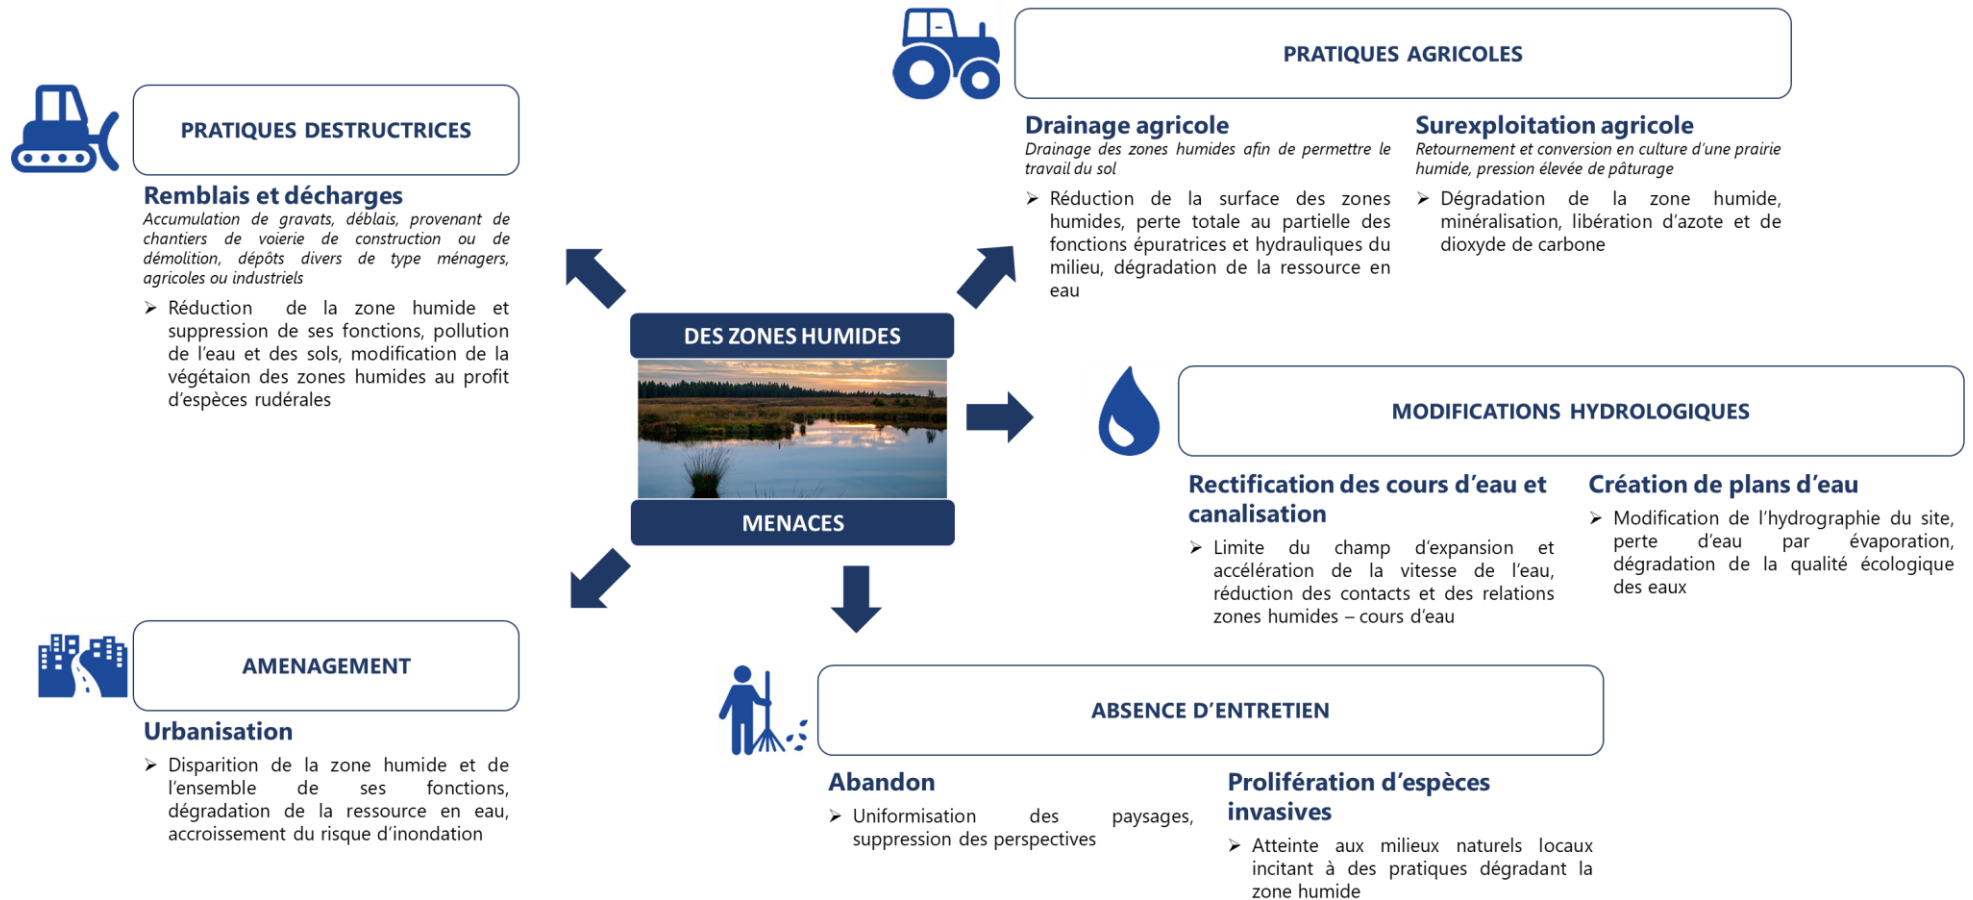 PRATIQUES DESTRUCTRICES
Remblais et décharges
Accumulation de gravats, déblais, provenant de
chantiers de voierie de construction ou de
démolition, dépôts divers de type ménagers,
agricoles ou industriels
➢ Réduction de la zone humide et
suppression de ses fonctions, pollution
de l'eau et des sols, modification de la
végétaion des zones humides au profit
d'espèces rudérales
PRATIQUES AGRICOLES
Drainage agricole
Drainage des zones humides afin de permettre le
travail du sol
➢ Réduction de la surface des zones
humides, perte totale au partielle des
fonctions épuratrices et hydrauliques du
milieu, dégradation de la ressource en
eau
Surexploitation agricole
Retournement et conversion en culture d'une prairie
humide, pression élevée de pâturage
➢ Dégradation de la zone humide,
minéralisation, libération d'azote et de
dioxyde de carbone
DES ZONES HUMIDES
MENACES
MODIFICATIONS HYDROLOGIQUES
Rectification des cours d'eau et
canalisation
➢ Limite du champ d'expansion et
accélération de la vitesse de l'eau,
réduction des contacts et des relations
zones humides – cours d'eau
Création de plans d'eau
➢ Modification de l'hydrographie du site,
perte d'eau par évaporation,
dégradation de la qualité écologique
des eaux
AMENAGEMENT
Urbanisation
➢ Disparition de la zone humide et de
l'ensemble de ses fonctions,
dégradation de la ressource en eau,
accroissement du risque d'inondation
ABSENCE D'ENTRETIEN
Abandon
➢ Uniformisation des paysages,
suppression des perspectives
Prolifération d'espèces
invasives
➢ Atteinte aux milieux naturels locaux
incitant à des pratiques dégradant la
zone humide